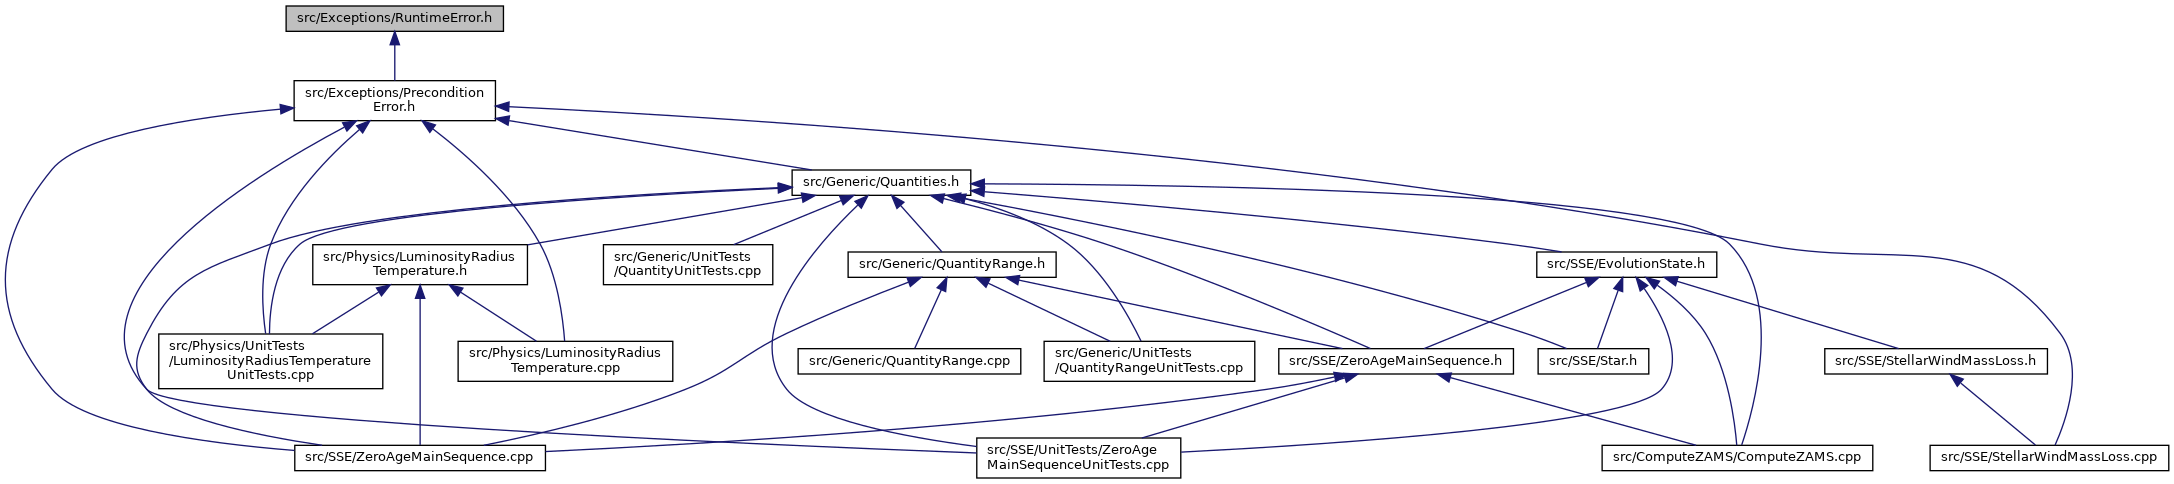 src/Exceptions/RuntimeError.h
src/Exceptions/Precondition
Error.h
src/Generic/Quantities.h
src/Physics/LuminosityRadius
Temperature.h
src/Generic/UnitTests
/QuantityUnitTests.cpp
src/Generic/QuantityRange.h
src/SSE/EvolutionState.h
src/Physics/UnitTests
/LuminosityRadiusTemperature
UnitTests.cpp
src/Physics/LuminosityRadius
Temperature.cpp
src/Generic/QuantityRange.cpp
src/Generic/UnitTests
/QuantityRangeUnitTests.cpp
src/SSE/ZeroAgeMainSequence.h
src/SSE/Star.h
src/SSE/StellarWindMassLoss.h
src/SSE/ZeroAgeMainSequence.cpp
src/SSE/UnitTests/ZeroAge
MainSequenceUnitTests.cpp
src/ComputeZAMS/ComputeZAMS.cpp
src/SSE/StellarWindMassLoss.cpp